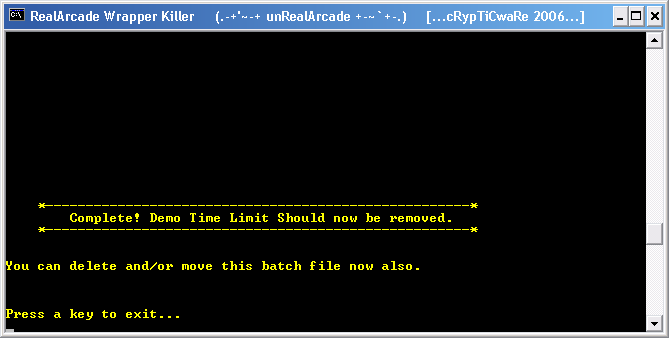 RealArcade Wrapper Killer (.-+'~-+ unRealArcade +-~`+-.) [...cRypTiCwaRe 2006...]
*-----------------------------------------------------*
Complete! Demo Time Limit Should now be removed.
*-----------------------------------------------------*
You can delete and/or move this batch file now also.
Press a key to exit...